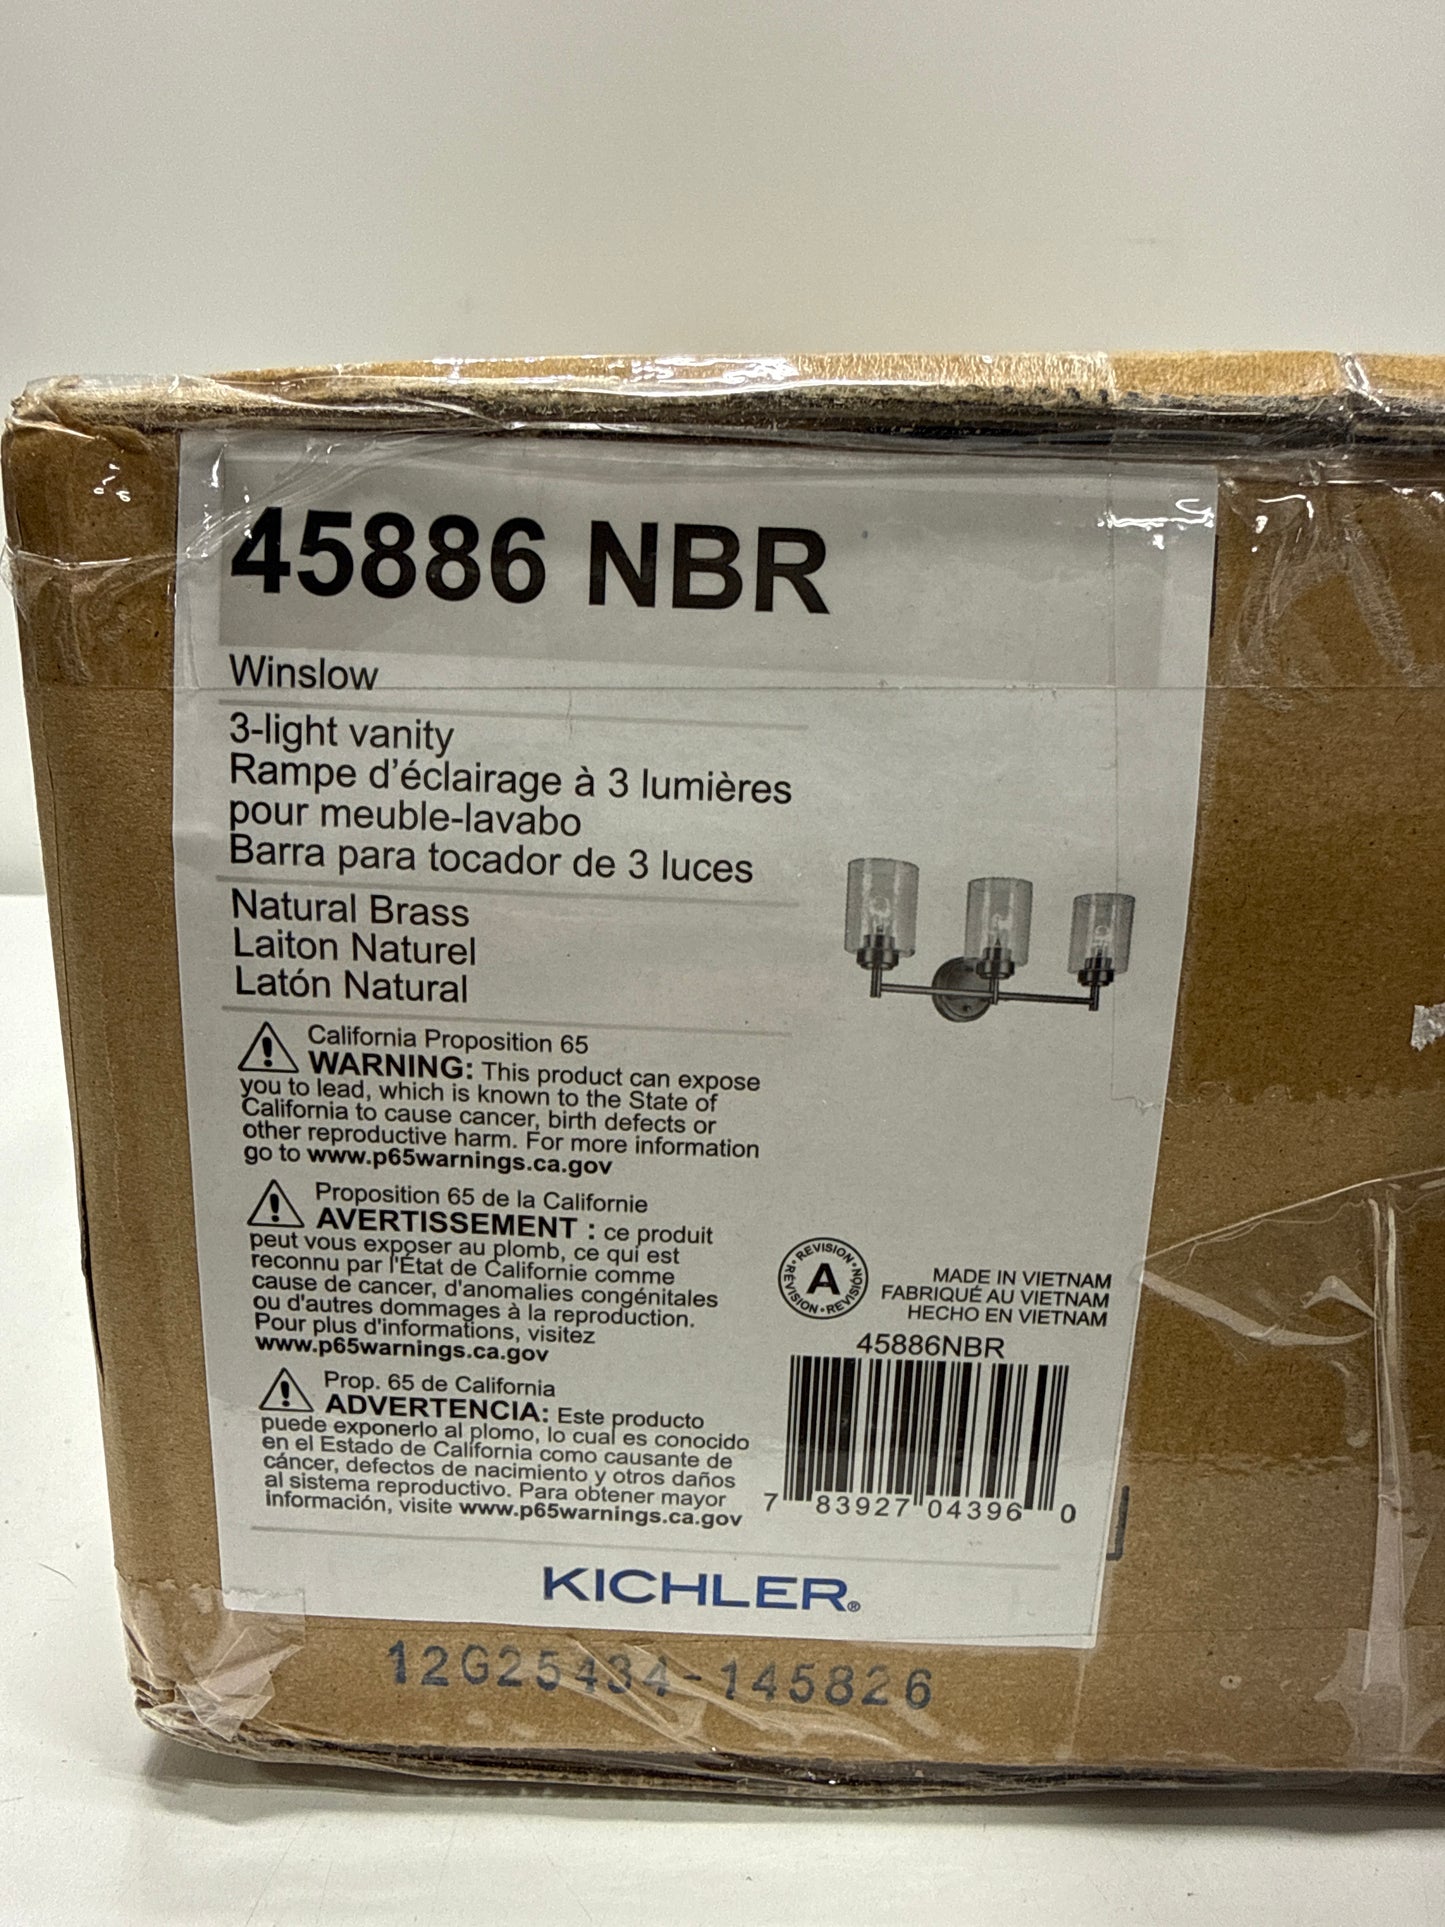 45886 NBR
Winslow
3-light vanity
Rampe d'éclairage à 3 lumières
pour meuble-lavabo
Barra para tocador de 3 luces
Natural Brass
Laiton Naturel
Latón Natural
California Proposition 65
WARNING: This product can expose
you to lead, which is known to the State of
California to cause cancer, birth defects or
other reproductive harm. For more information
go to www.p65warnings.ca.gov
Proposition 65 de la Californie
AVERTISSEMENT : ce produit
peut vous exposer au plomb, ce qui est
reconnu par l'État de Californie comme
cause de cancer, d'anomalies congénitales
ou d'autres dommages à la reproduction.
Pour plus d'informations, visitez
www.p65warnings.ca.gov
Prop. 65 de California
ADVERTENCIA: Este producto
puede exponerlo al plomo, lo cual es conocido
en el Estado de California como causante de
cáncer, defectos de nacimiento y otros daños
al sistema reproductivo. Para obtener mayor
información, visite www.p65warnings.ca.gov
REVISION • REVISIÓN • RÉVISION •
A
MADE IN VIETNAM
FABRIQUÉ AU VIETNAM
HECHO EN VIETNAM
45886NBR
7 83927 04396 0
KICHLER®
12G25434-145826